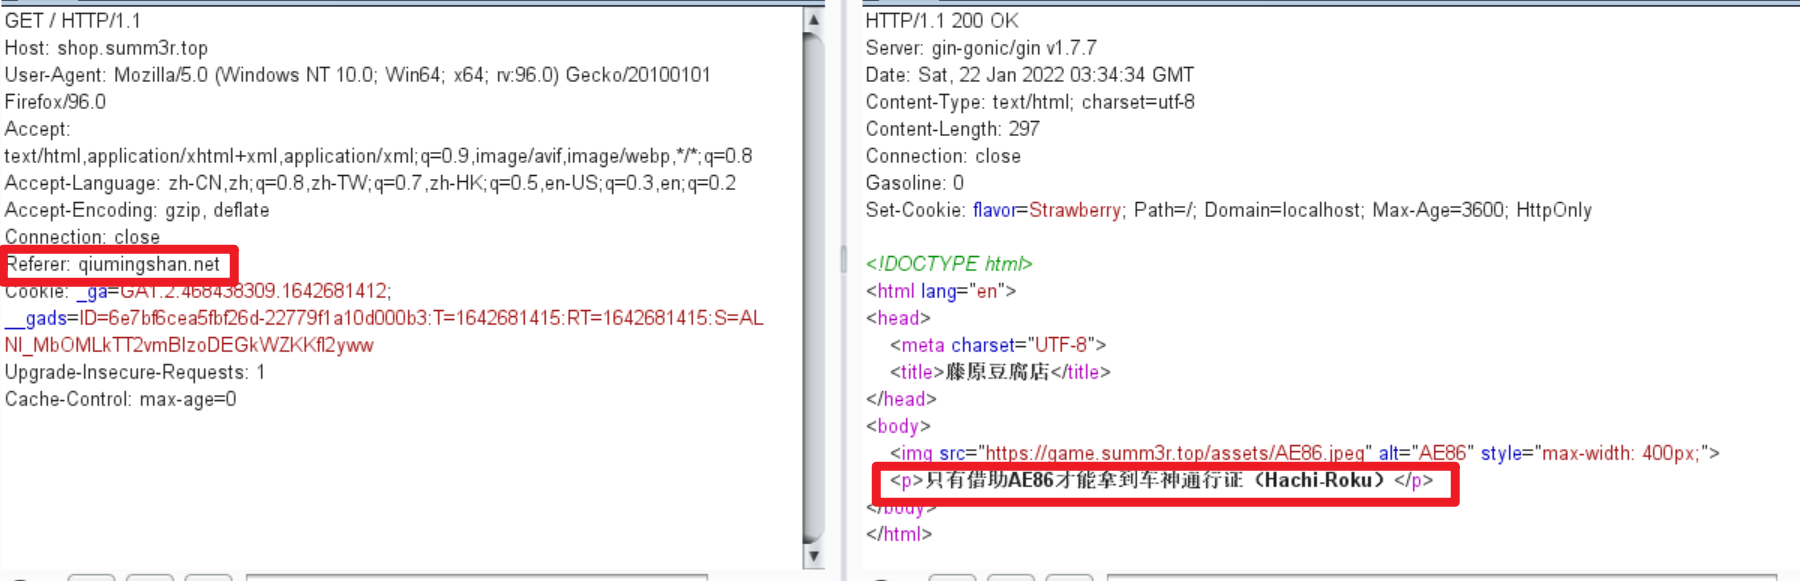 GET / HTTP/1.1
Host: shop.summ3r.top
User-Agent: Mozilla/5.0 (Windows NT 10.0; Win64; x64; rv:96.0) Gecko/20100101
Firefox/96.0
Accept:
text/html,application/xhtml+xml,application/xml;q=0.9,image/avif,image/webp,*/*;q=0.8
Accept-Language: zh-CN,zh;q=0.8,zh-TW;q=0.7,zh-HK;q=0.5,en-US;q=0.3,en;q=0.2
Accept-Encoding: gzip, deflate
Connection: close
Referer: qiumingshan.net
Cookie: _ga=GA1.2.468438309.1642681412;
__gads=ID=6e7bf6cea5fbf26d-22779f1a10d000b3:T=1642681415:RT=1642681415:S=AL
NI_MbOMLkTT2vmBIzoDEGkWZKKfl2yww
Upgrade-Insecure-Requests: 1
Cache-Control: max-age=0
HTTP/1.1 200 OK
Server: gin-gonic/gin v1.7.7
Date: Sat, 22 Jan 2022 03:34:34 GMT
Content-Type: text/html; charset=utf-8
Content-Length: 297
Connection: close
Gasoline: 0
Set-Cookie: flavor=Strawberry; Path=/; Domain=localhost; Max-Age=3600; HttpOnly
<!DOCTYPE html>
<html lang="en">
<head>
<meta charset="UTF-8">
<title>藤原豆腐店</title>
</head>
<body>
<img src="https://game.summ3r.top/assets/AE86.jpeg" alt="AE86" style="max-width: 400px;">
<p>只有借助AE86才能拿到车神通行证（Hachi-Roku）</p>
</body>
</html>